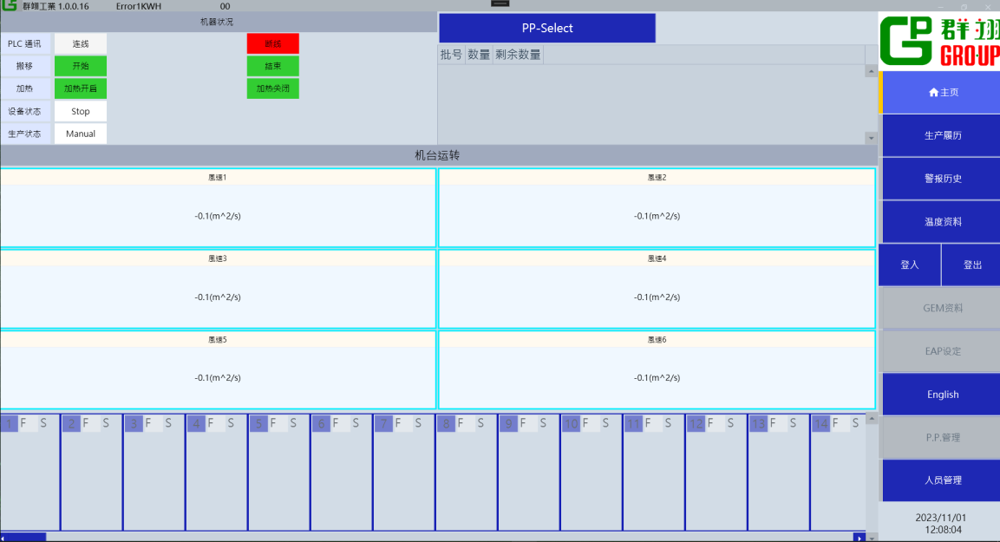 群翊工業 1.0.0.16 Error1KWH 00
机器状况
PLC 通讯 连线 断线
搬移 开始 结束
加热 加热开启 加热关闭
设备状态 Stop
生产状态 Manual
PP-Select
批号 数量 剩余数量
机台运转
風速1 風速2
-0.1(m^2/s) -0.1(m^2/s)
風速3 風速4
-0.1(m^2/s) -0.1(m^2/s)
風速5 風速6
-0.1(m^2/s) -0.1(m^2/s)
1 F S 2 F S 3 F S 4 F S 5 F S 6 F S 7 F S 8 F S 9 F S 10 F S 11 F S 12 F S 13 F S 14 F S
群翊
GROUP
主页
生产履历
警报历史
温度资料
登入 登出
GEM资料
EAP设定
English
P.P.管理
人员管理
2023/11/01
12:08:04